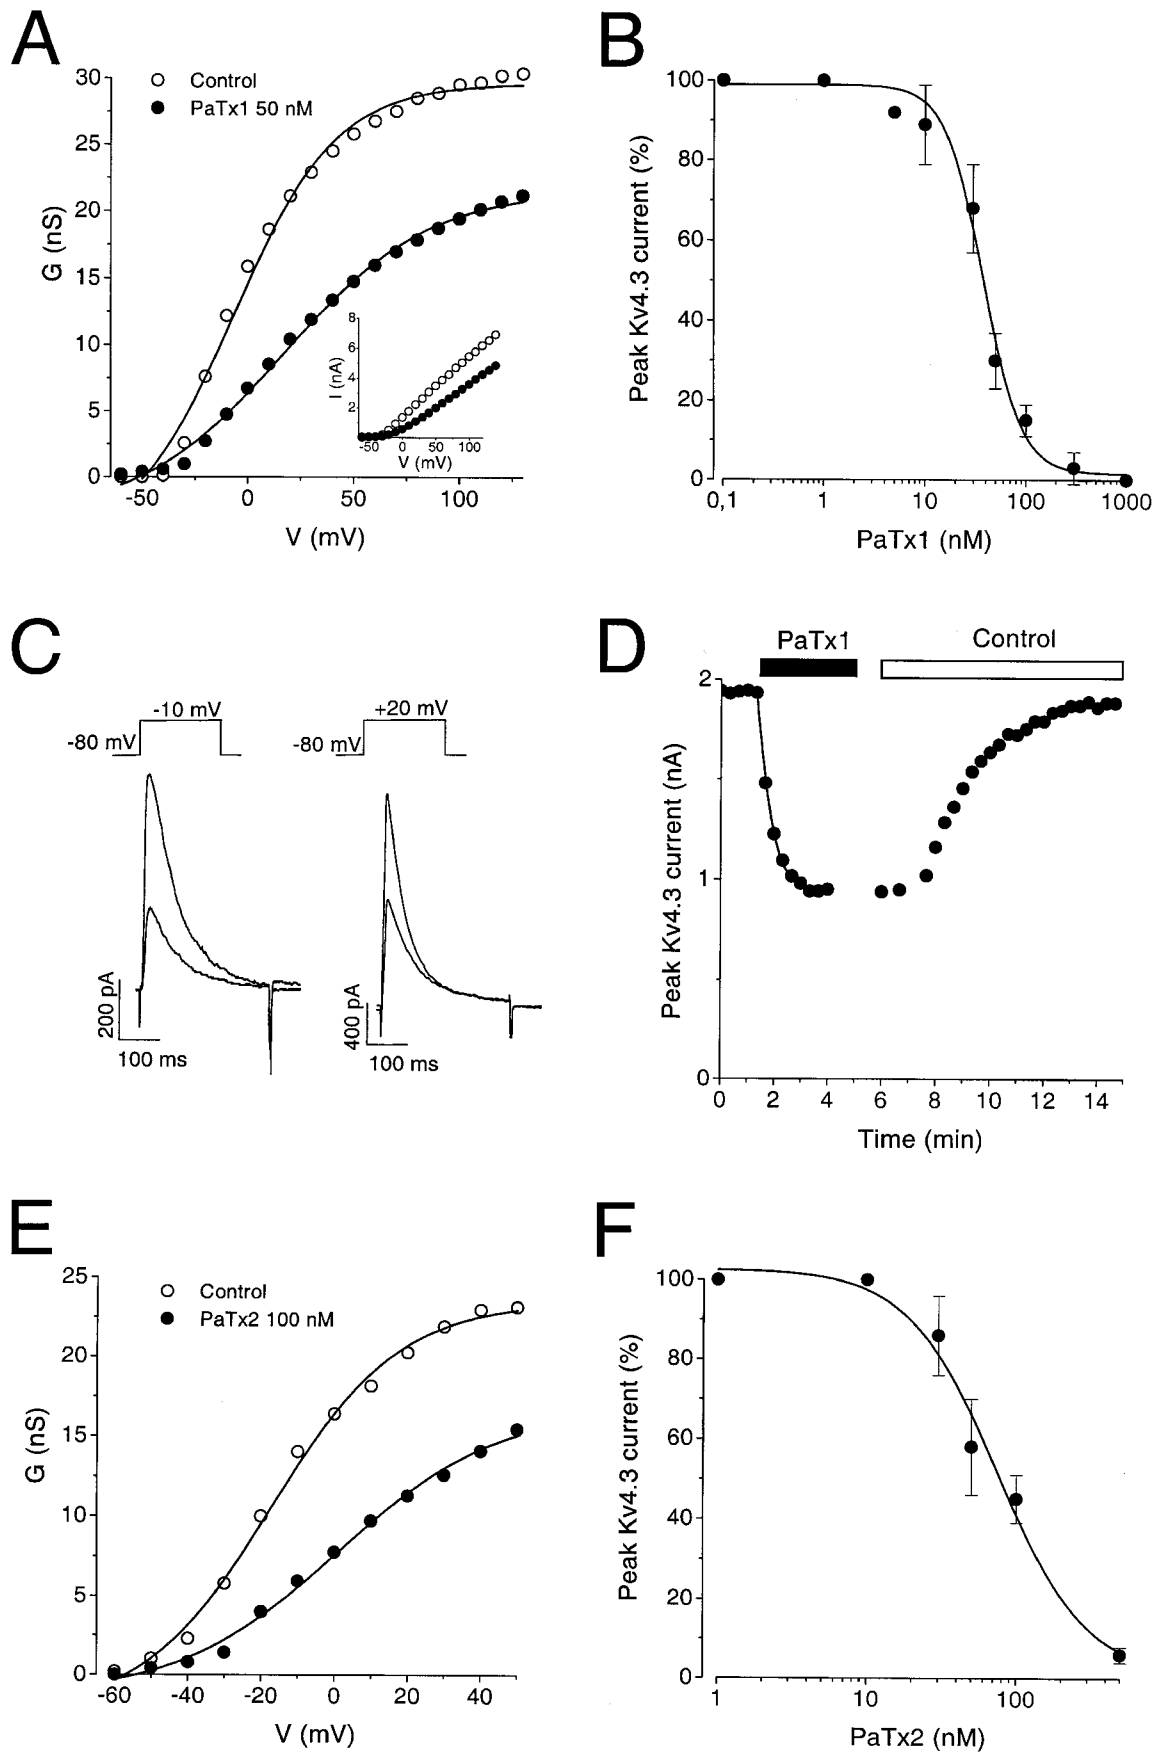 A
Control
PaTx1 50 nM
30
25
20
15
10
5
0
G (nS)
-50
0
50
100
V (mV)
8
6
4
2
I (nA)
-50
0
50
100
V (mV)
B
100
80
60
40
20
0
Peak Kv4.3 current (%)
0,1
1
10
100
1000
PaTx1 (nM)
C
-10 mV
-80 mV
200 pA
100 ms
+20 mV
-80 mV
400 pA
100 ms
D
PaTx1
Control
2
1
0
Peak Kv4.3 current (nA)
0
2
4
6
8
10
12
14
Time (min)
E
Control
PaTx2 100 nM
25
20
15
10
5
0
G (nS)
-60
-40
-20
0
20
40
V (mV)
F
100
80
60
40
20
0
Peak Kv4.3 current (%)
1
10
100
PaTx2 (nM)